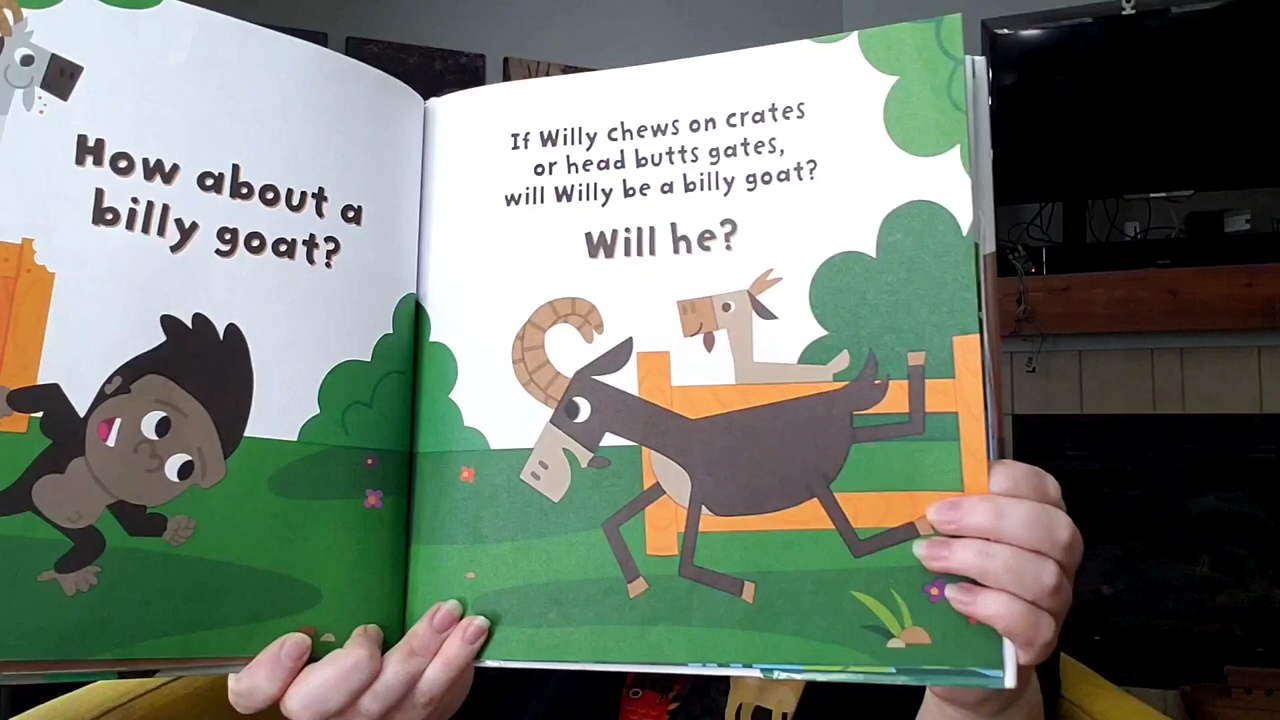 How about a
billy goat?
If Willy chews on crates
or head butts gates,
will Willy be a billy goat?
Will he?